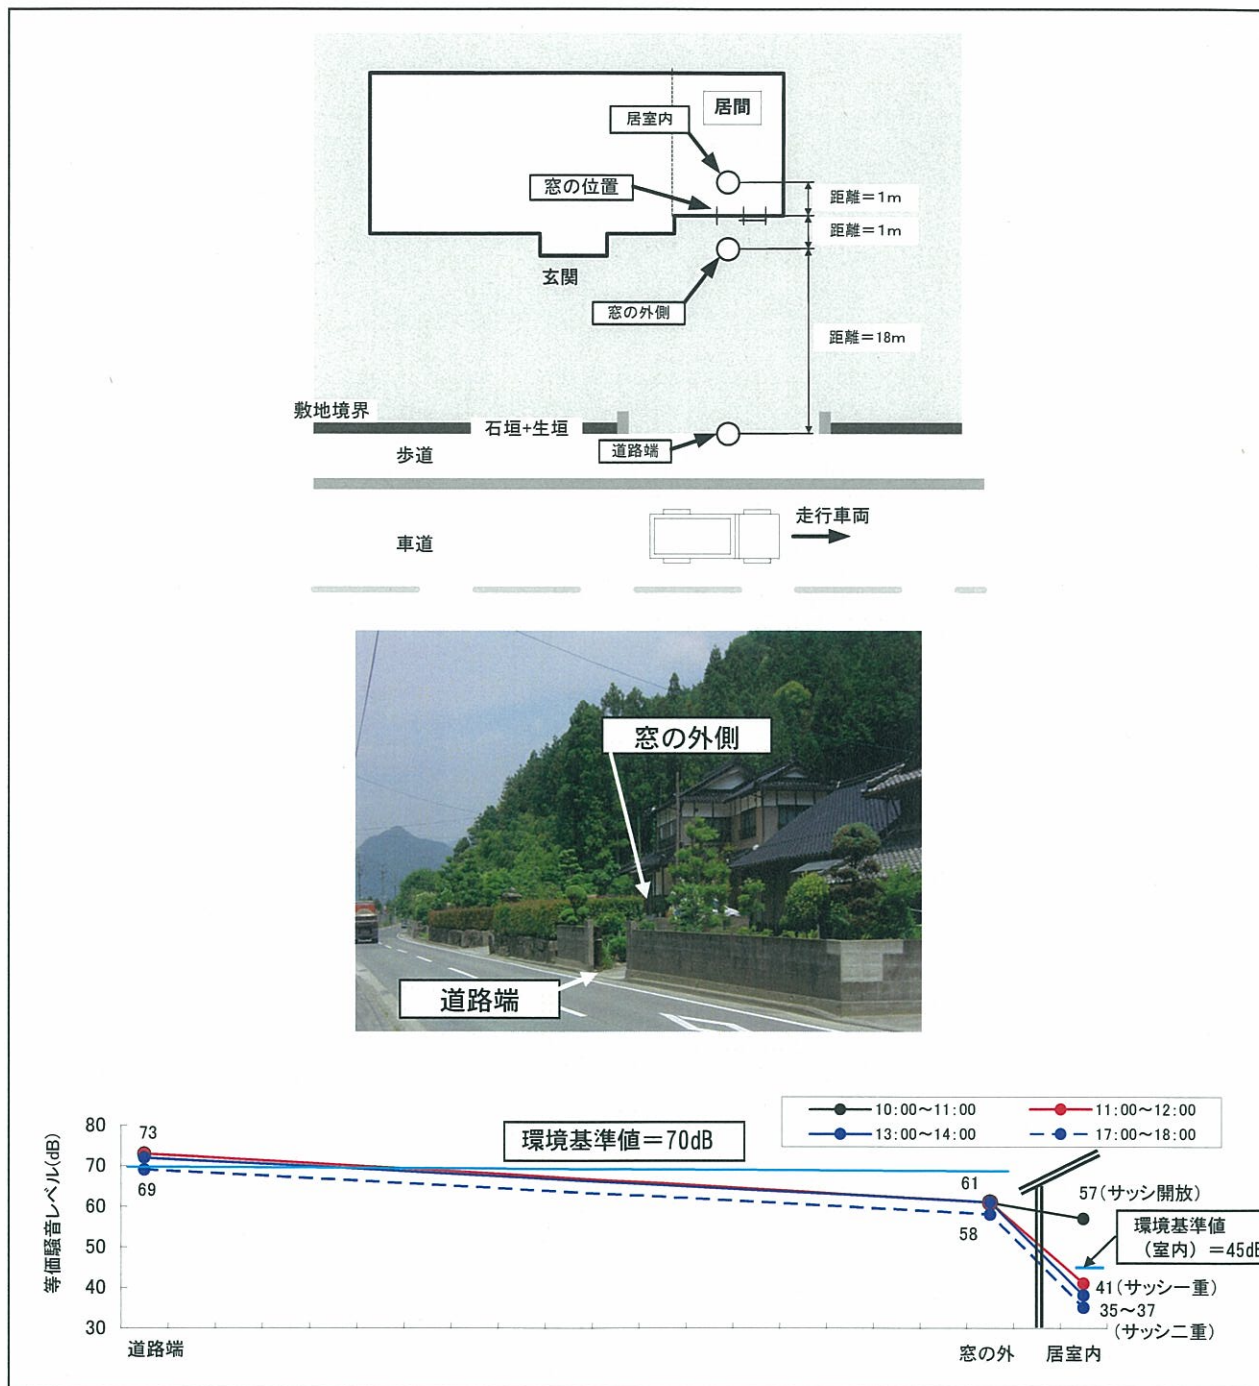 居間
居室内
窓の位置
距離=1m
距離=1m
玄関
窓の外側
距離=18m
敷地境界
石垣+生垣
歩道
道路端
走行車両
車道
窓の外側
道路端
10:00~11:00
11:00~12:00
13:00~14:00
17:00~18:00
等価騒音レベル(dB)
80
70
60
50
40
30
73
69
環境基準値=70dB
61
58
57(サッシ開放)
環境基準値
(室内)=45dB
41(サッシ一重)
35~37
(サッシ二重)
道路端
窓の外
居室内